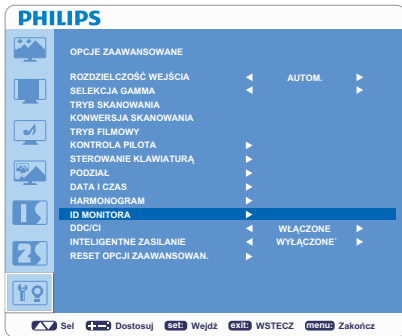 PHILIPS
OPCJE ZAAWANSOWANE
ROZDZIELCZOŚĆ WEJŚCIA AUTOM.
SELEKCJA GAMMA
TRYB SKANOWANIA
KONWERSJA SKANOWANIA
TRYB FILMOWY
KONTROLA PILOTA
STEROWANIE KLAWIATURĄ
PODZIAŁ
DATA I CZAS
HARMONOGRAM
ID MONITORA
DDC/CI WŁĄCZONE
INTELIGENTNE ZASILANIE WYŁĄCZONE`
RESET OPCJI ZAAWANSOWAN.
Sel Dostosuj set: Wejdź exit: WSTECZ menu: Zakończ